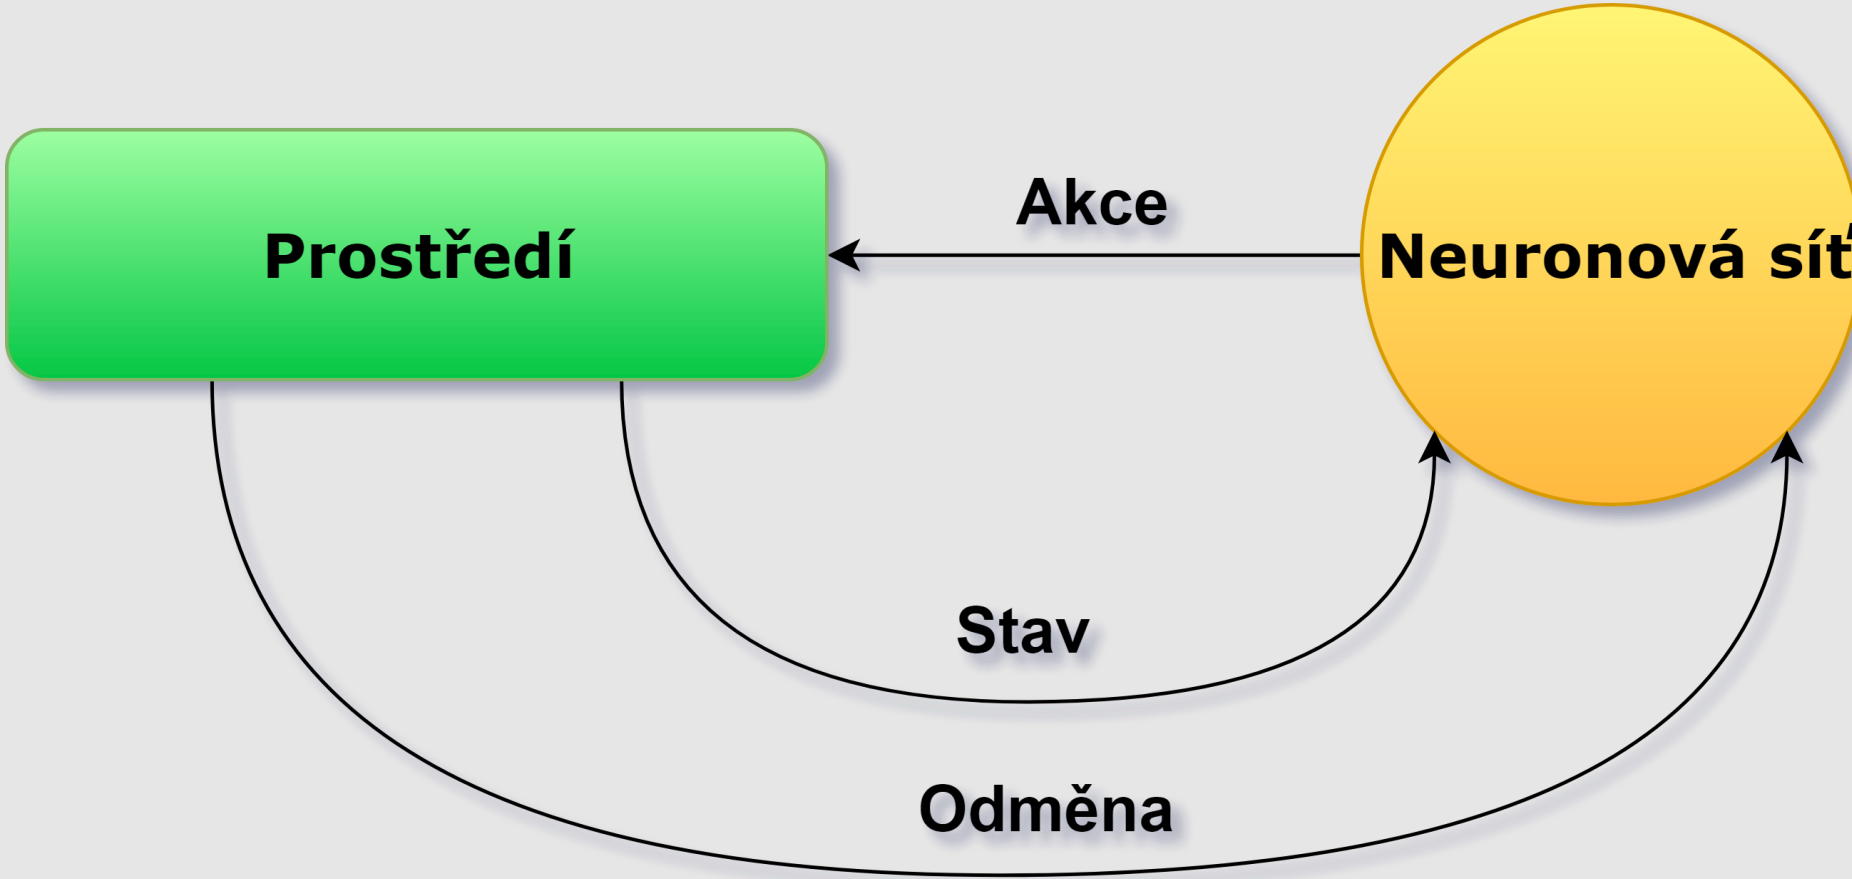 Akce
Prostředí
Neuronová síť
Stav
Odměna